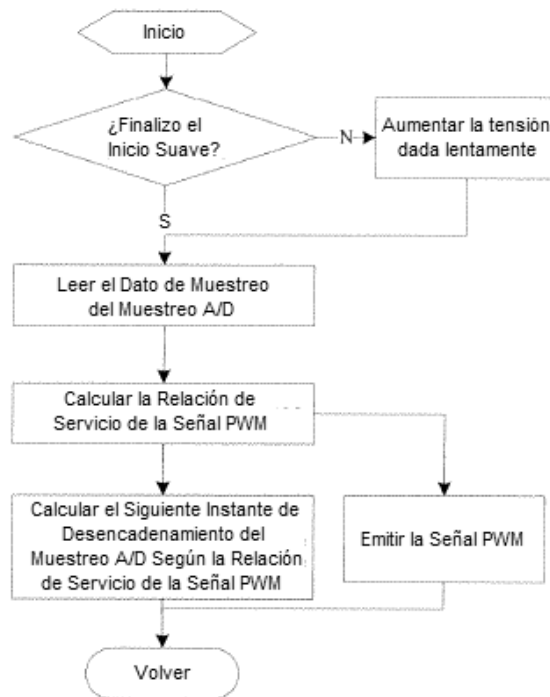 Inicio
¿Finalizo el
Inicio Suave?
N
Aumentar la tensión
dada lentamente
S
Leer el Dato de Muestreo
del Muestreo A/D
Calcular la Relación de
Servicio de la Señal PWM
Calcular el Siguiente Instante de
Desencadenamiento del
Muestreo A/D Según la Relación
de Servicio de la Señal PWM
Emitir la Señal PWM
Volver